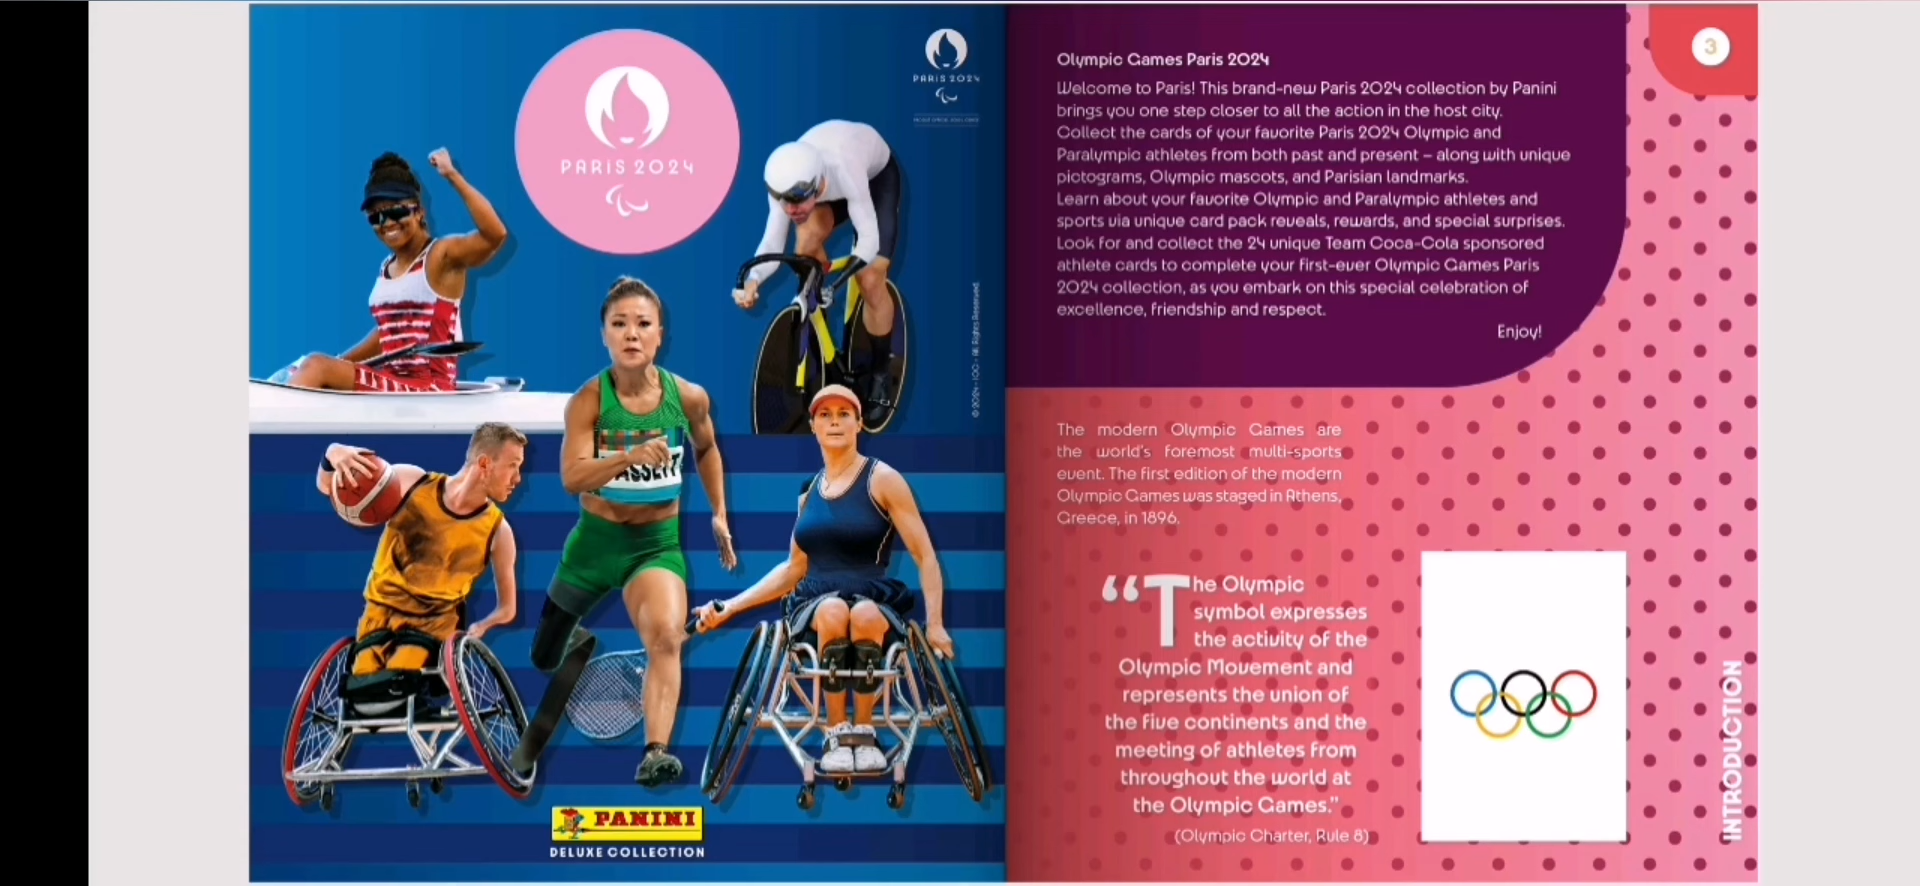 PARIS 2024
PARIS 2024
© 2024 - IOC - All Rights Reserved.
PANINI
DELUXE COLLECTION
3
Olympic Games Paris 2024
Welcome to Paris! This brand-new Paris 2024 collection by Panini
brings you one step closer to all the action in the host city.
Collect the cards of your favorite Paris 2024 Olympic and
Paralympic athletes from both past and present – along with unique
pictograms, Olympic mascots, and Parisian landmarks.
Learn about your favorite Olympic and Paralympic athletes and
sports via unique card pack reveals, rewards, and special surprises.
Look for and collect the 24 unique Team Coca-Cola sponsored
athlete cards to complete your first-ever Olympic Games Paris
2024 collection, as you embark on this special celebration of
excellence, friendship and respect.
Enjoy!
The modern Olympic Games are
the world's foremost multi-sports
event. The first edition of the modern
Olympic Games was staged in Athens,
Greece, in 1896.
“The Olympic
symbol expresses
the activity of the
Olympic Movement and
represents the union of
the five continents and the
meeting of athletes from
throughout the world at
the Olympic Games.”
(Olympic Charter, Rule 8)
INTRODUCTION